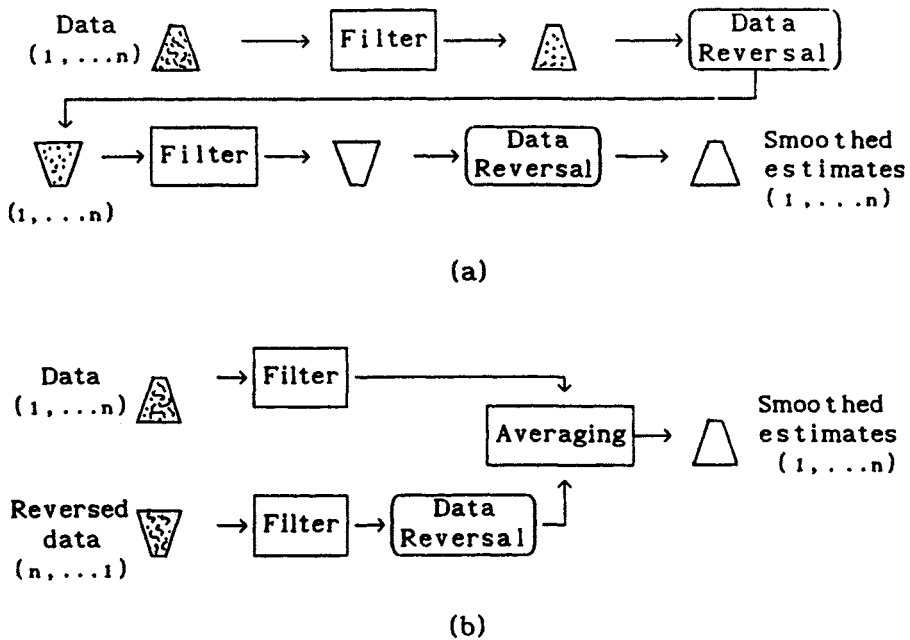 Data
(1,...n)
Filter
Data
Reversal
(1,...n)
Filter
Data
Reversal
Smoothed
estimates
(1,...n)
(a)
Data
(1,...n)
Filter
Averaging
Smoothed
estimates
(1,...n)
Reversed
data
(n,...1)
Filter
Data
Reversal
(b)